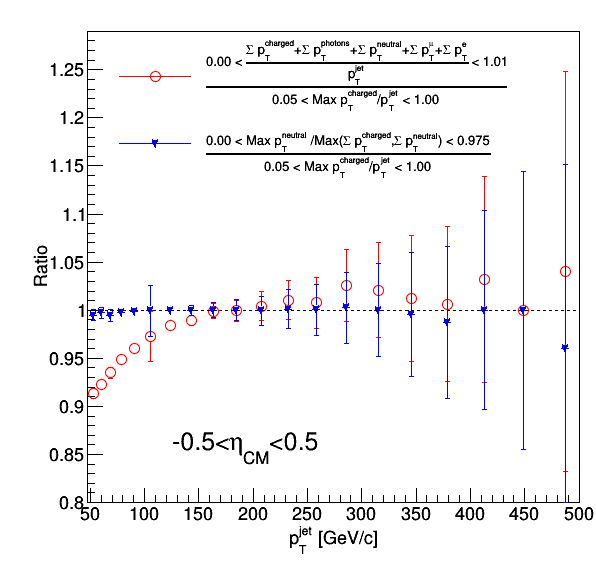 0.00 < (Σ p_T^charged+Σ p_T^photons+Σ p_T^neutral+Σ p_T^μ+Σ p_T^e)/p_T^jet < 1.01
0.05 < Max p_T^charged/p_T^jet < 1.00
0.00 < Max p_T^neutral /Max(Σ p_T^charged,Σ p_T^neutral) < 0.975
0.05 < Max p_T^charged/p_T^jet < 1.00
Ratio
1.25
1.2
1.15
1.1
1.05
1
0.95
0.9
0.85
0.8
-0.5<η_CM<0.5
50 100 150 200 250 300 350 400 450 500
p_T^jet [GeV/c]